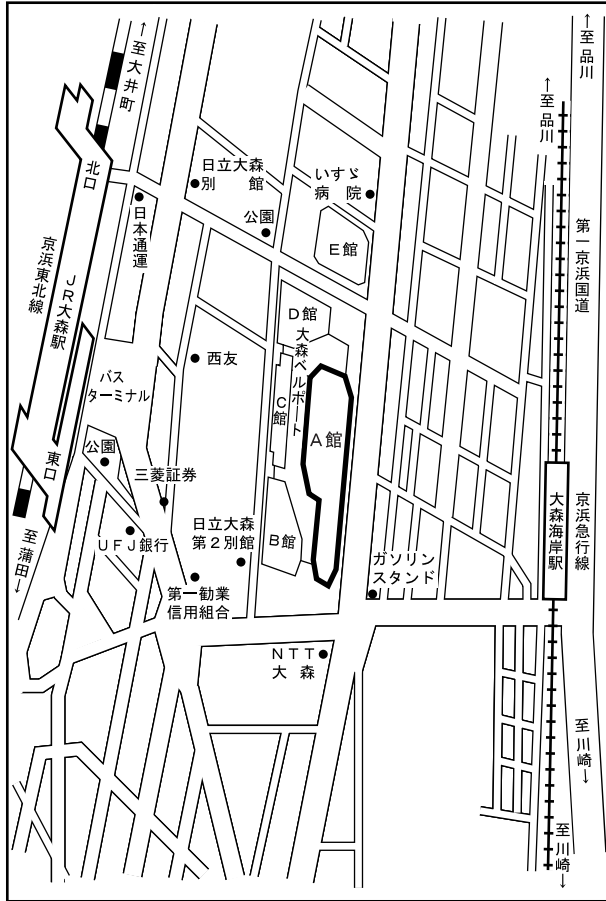 ←至大井町
←至品川
←至品川
北口
日立大森
別館
いすゞ
病院
日本通運
公園
E館
第一京浜国道
京浜東北線
JR大森駅
D館
大森ベルポート
西友
バス
ターミナル
C館
A館
公園
東口
三菱証券
UFJ銀行
日立大森
第2別館
B館
ガソリン
スタンド
大森海岸駅
京浜急行線
至蒲田→
第一勧業
信用組合
NTT
大森
至川崎→
至川崎→